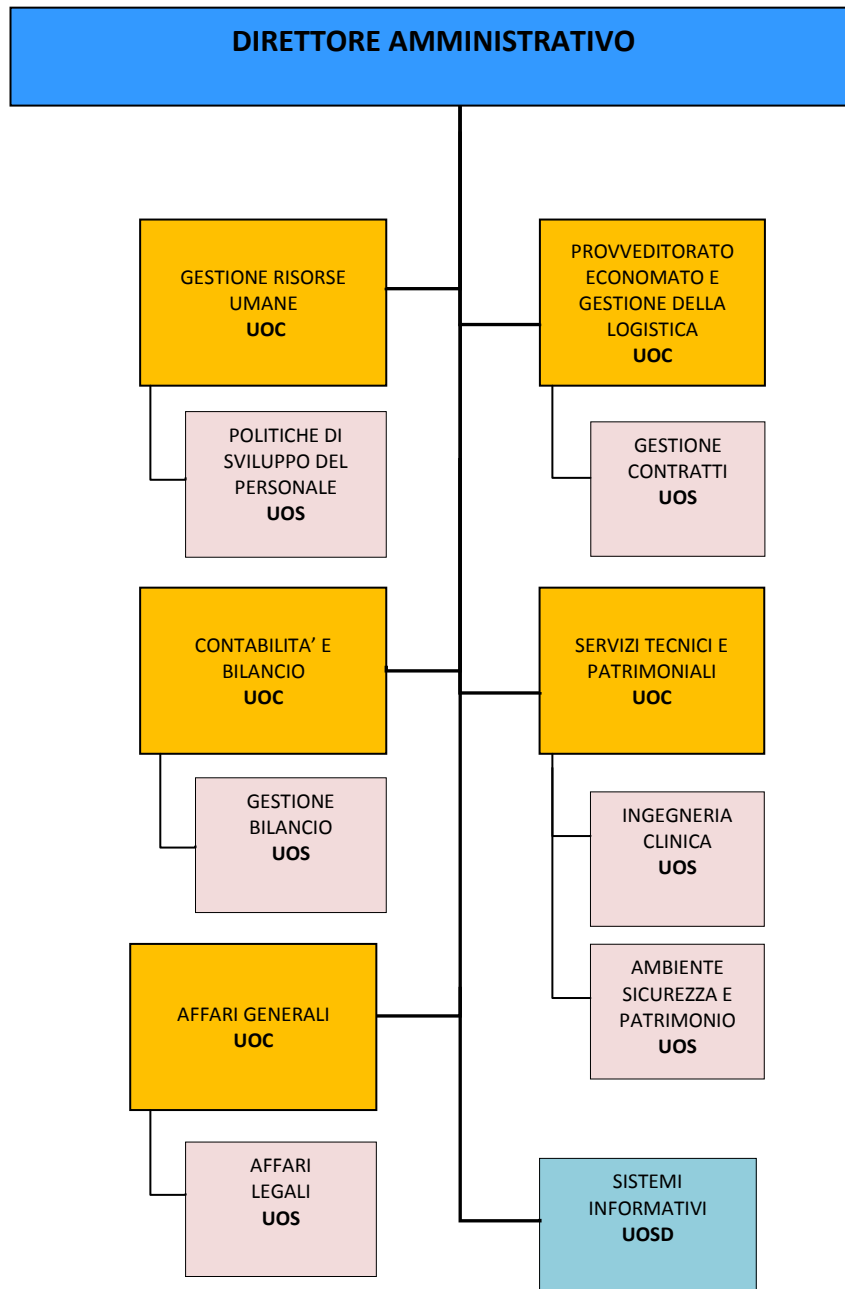 DIRETTORE AMMINISTRATIVO
GESTIONE RISORSE
UMANE
UOC
PROVVEDITORATO
ECONOMATO E
GESTIONE DELLA
LOGISTICA
UOC
POLITICHE DI
SVILUPPO DEL
PERSONALE
UOS
GESTIONE
CONTRATTI
UOS
CONTABILITA’ E
BILANCIO
UOC
SERVIZI TECNICI E
PATRIMONIALI
UOC
GESTIONE
BILANCIO
UOS
INGEGNERIA
CLINICA
UOS
AFFARI GENERALI
UOC
AMBIENTE
SICUREZZA E
PATRIMONIO
UOS
AFFARI
LEGALI
UOS
SISTEMI
INFORMATIVI
UOSD